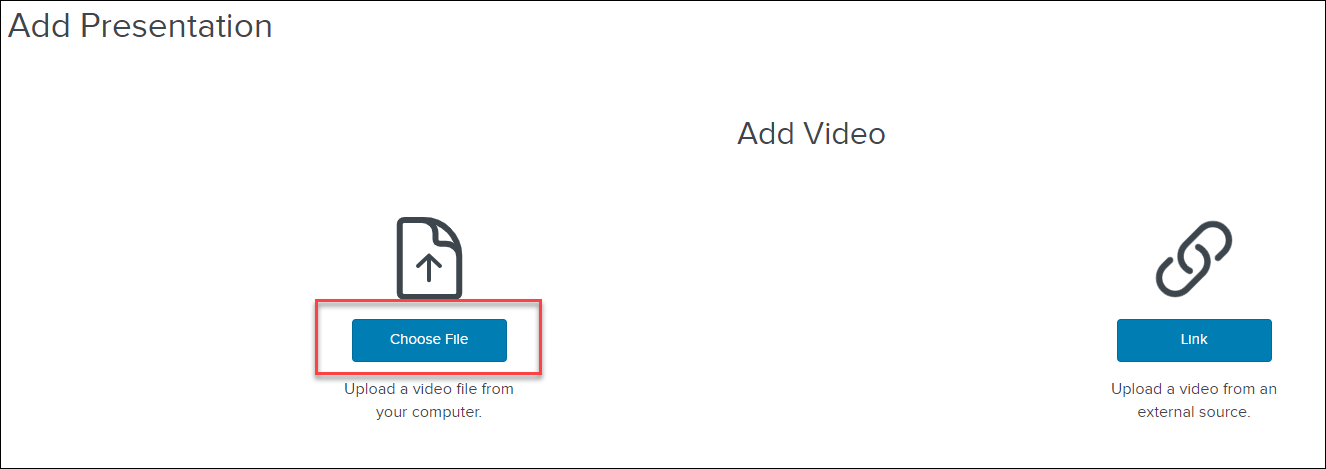 Add Presentation
Add Video
Choose File
Upload a video file from
your computer.
Link
Upload a video from an
external source.